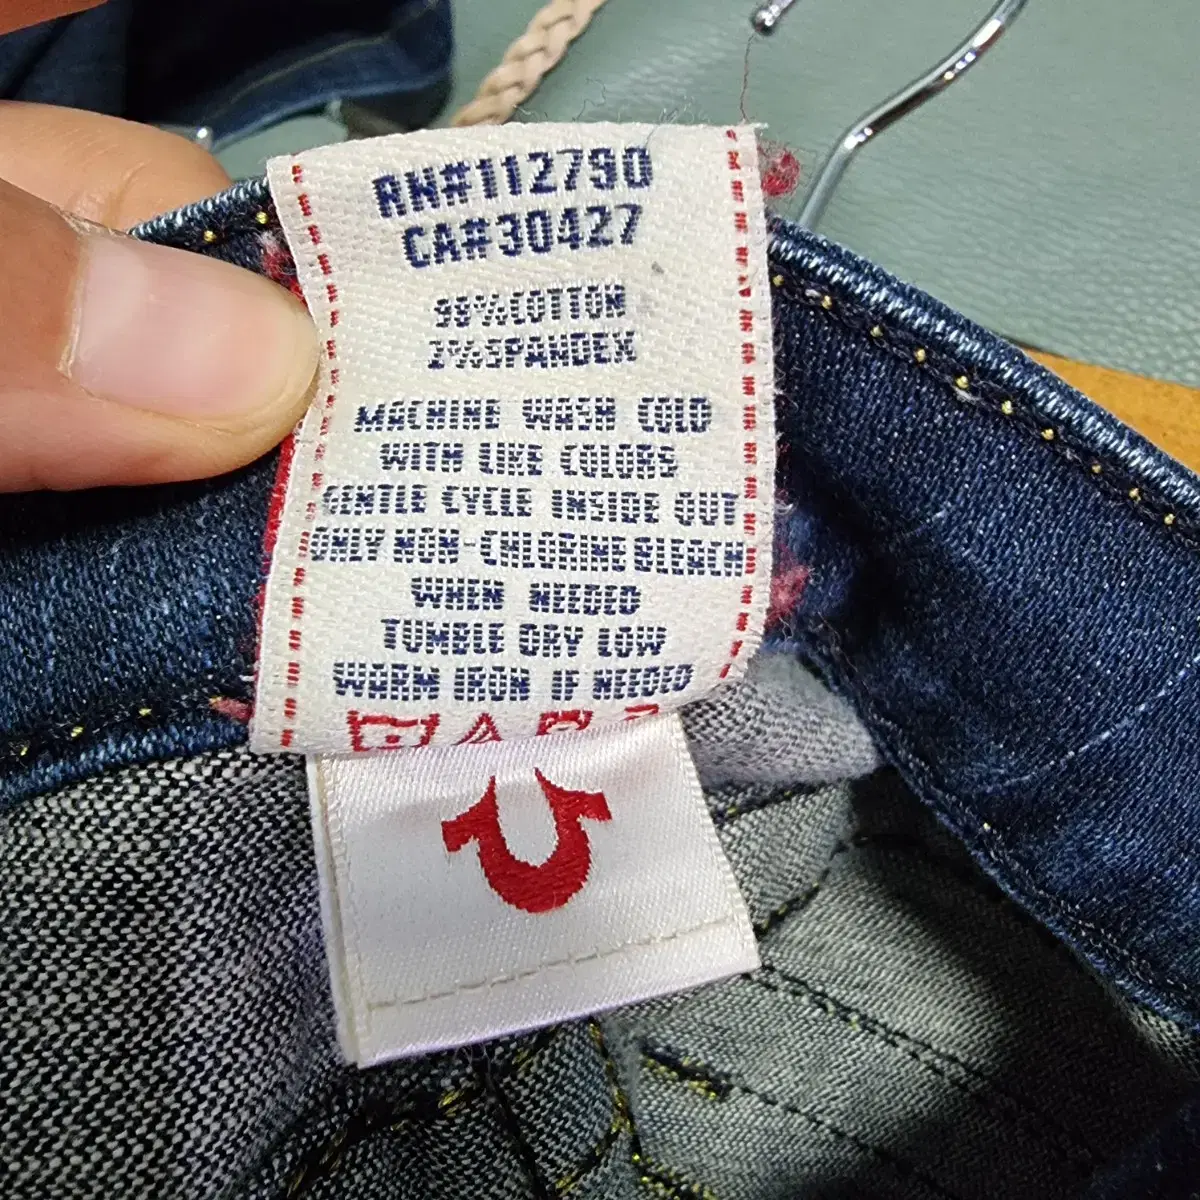 RN#112790
CA#30427
98%COTTON
2%SPANDEX
MACHINE WASH COLD
WITH LIKE COLORS
GENTLE CYCLE INSIDE OUT
ONLY NON-CHLORINE BLEACH
WHEN NEEDED
TUMBLE DRY LOW
WARM IRON IF NEEDED